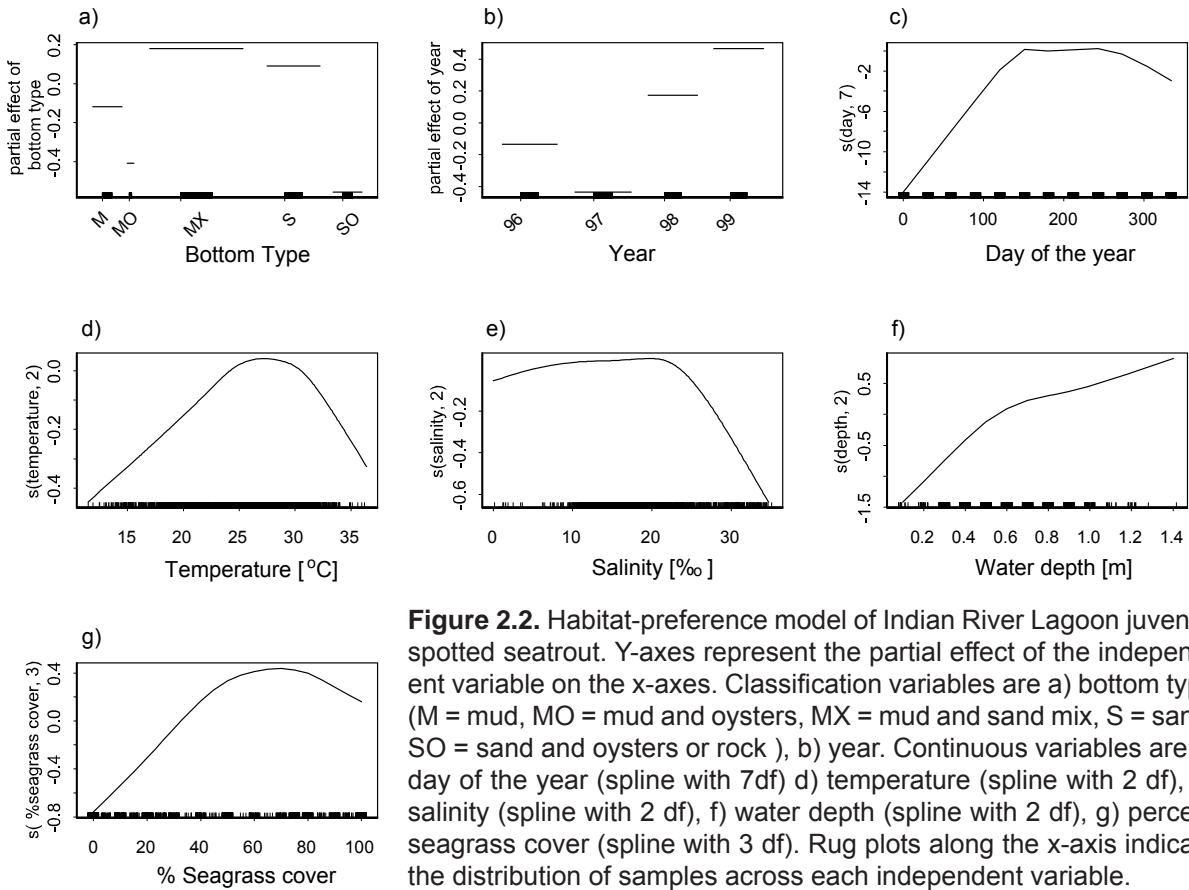 a)
partial effect of
bottom type
0.2
0.0
-0.2
-0.4
M
MO
MX
S
SO
Bottom Type
b)
partial effect of year
0.4
0.2
0.0
-0.2
-0.4
96
97
98
99
Year
c)
s(day, 7)
-2
-6
-10
-14
0
100
200
300
Day of the year
d)
s(temperature, 2)
0.0
-0.2
-0.4
15
20
25
30
35
Temperature [ °C]
e)
s(salinity, 2)
-0.2
-0.4
-0.6
0
10
20
30
Salinity [‰ ]
f)
s(depth, 2)
0.5
-0.5
-1.5
0.2
0.4
0.6
0.8
1.0
1.2
1.4
Water depth [m]
g)
s( %seagrass cover, 3)
0.4
0.0
-0.4
-0.8
0
20
40
60
80
100
% Seagrass cover
Figure 2.2. Habitat-preference model of Indian River Lagoon juven
spotted seatrout. Y-axes represent the partial effect of the indepen
ent variable on the x-axes. Classification variables are a) bottom typ
(M = mud, MO = mud and oysters, MX = mud and sand mix, S = san
SO = sand and oysters or rock ), b) year. Continuous variables are
day of the year (spline with 7df) d) temperature (spline with 2 df),
salinity (spline with 2 df), f) water depth (spline with 2 df), g) perce
seagrass cover (spline with 3 df). Rug plots along the x-axis indica
the distribution of samples across each independent variable.